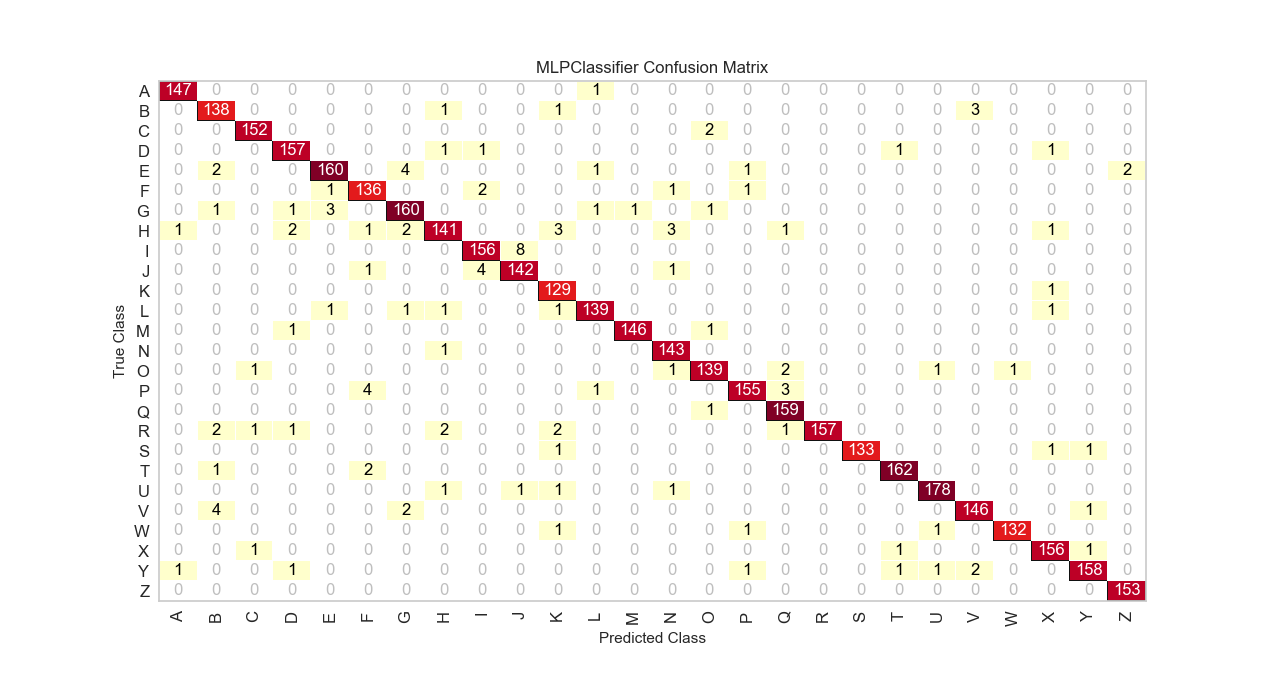 MLPClassifier Confusion Matrix
A 147 0 0 0 0 0 0 0 0 0 0 1 0 0 0 0 0 0 0 0 0 0 0 0 0 0
B 0 138 0 0 0 0 0 1 0 0 1 0 0 0 0 0 0 0 0 0 0 3 0 0 0 0
C 0 0 152 0 0 0 0 0 0 0 0 0 0 0 2 0 0 0 0 0 0 0 0 0 0 0
D 0 0 0 157 0 0 0 1 1 0 0 0 0 0 0 0 0 0 0 1 0 0 0 1 0 0
E 0 2 0 0 160 0 4 0 0 0 0 1 0 0 0 1 0 0 0 0 0 0 0 0 0 2
F 0 0 0 0 1 136 0 0 2 0 0 0 0 1 0 1 0 0 0 0 0 0 0 0 0 0
G 0 1 0 1 3 0 160 0 0 0 0 1 1 0 1 0 0 0 0 0 0 0 0 0 0 0
H 1 0 0 2 0 1 2 141 0 0 3 0 0 3 0 0 1 0 0 0 0 0 0 1 0 0
I 0 0 0 0 0 0 0 0 156 8 0 0 0 0 0 0 0 0 0 0 0 0 0 0 0 0
J 0 0 0 0 0 1 0 0 4 142 0 0 0 1 0 0 0 0 0 0 0 0 0 0 0 0
K 0 0 0 0 0 0 0 0 0 0 129 0 0 0 0 0 0 0 0 0 0 0 0 1 0 0
L 0 0 0 0 1 0 1 1 0 0 1 139 0 0 0 0 0 0 0 0 0 0 0 1 0 0
M 0 0 0 1 0 0 0 0 0 0 0 0 146 0 1 0 0 0 0 0 0 0 0 0 0 0
N 0 0 0 0 0 0 0 1 0 0 0 0 0 143 0 0 0 0 0 0 0 0 0 0 0 0
O 0 0 1 0 0 0 0 0 0 0 0 0 0 1 139 0 2 0 0 0 1 0 1 0 0 0
P 0 0 0 0 0 4 0 0 0 0 0 1 0 0 0 155 3 0 0 0 0 0 0 0 0 0
Q 0 0 0 0 0 0 0 0 0 0 0 0 0 0 1 0 159 0 0 0 0 0 0 0 0 0
R 0 2 1 1 0 0 0 2 0 0 2 0 0 0 0 0 1 157 0 0 0 0 0 0 0 0
S 0 0 0 0 0 0 0 0 0 0 1 0 0 0 0 0 0 0 133 0 0 0 0 1 1 0
T 0 1 0 0 0 2 0 0 0 0 0 0 0 0 0 0 0 0 0 162 0 0 0 0 0 0
U 0 0 0 0 0 0 0 1 0 1 1 0 0 1 0 0 0 0 0 0 178 0 0 0 0 0
V 0 4 0 0 0 0 2 0 0 0 0 0 0 0 0 0 0 0 0 0 0 146 0 0 1 0
W 0 0 0 0 0 0 0 0 0 0 1 0 0 0 0 1 0 0 0 0 1 0 132 0 0 0
X 0 0 1 0 0 0 0 0 0 0 0 0 0 0 0 0 0 0 0 1 0 0 0 156 1 0
Y 1 0 0 1 0 0 0 0 0 0 0 0 0 0 0 1 0 0 0 1 1 2 0 0 158 0
Z 0 0 0 0 0 0 0 0 0 0 0 0 0 0 0 0 0 0 0 0 0 0 0 0 0 153
True Class
A B C D E F G H I J K L M N O P Q R S T U V W X Y Z
Predicted Class